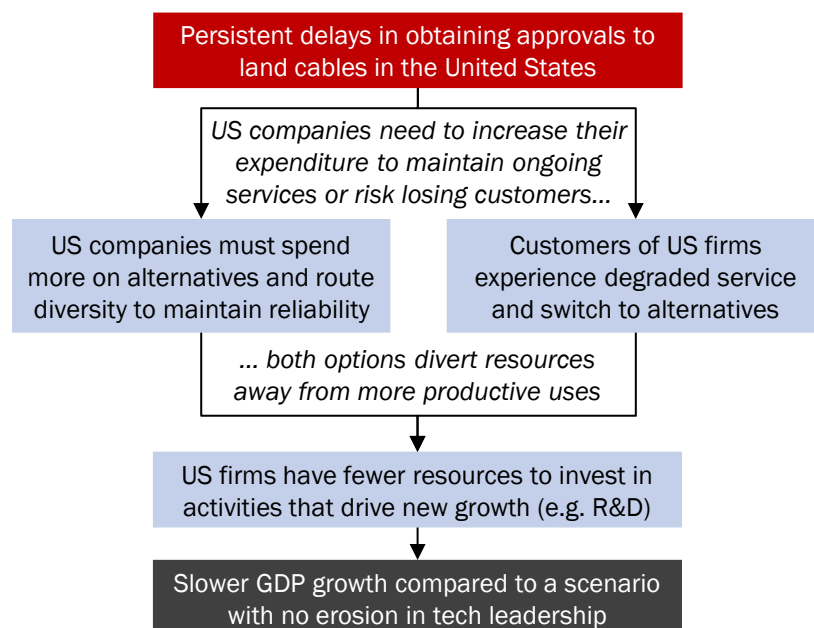 Persistent delays in obtaining approvals to
land cables in the United States
US companies need to increase their
expenditure to maintain ongoing
services or risk losing customers...
US companies must spend
more on alternatives and route
diversity to maintain reliability
Customers of US firms
experience degraded service
and switch to alternatives
... both options divert resources
away from more productive uses
US firms have fewer resources to invest in
activities that drive new growth (e.g. R&D)
Slower GDP growth compared to a scenario
with no erosion in tech leadership